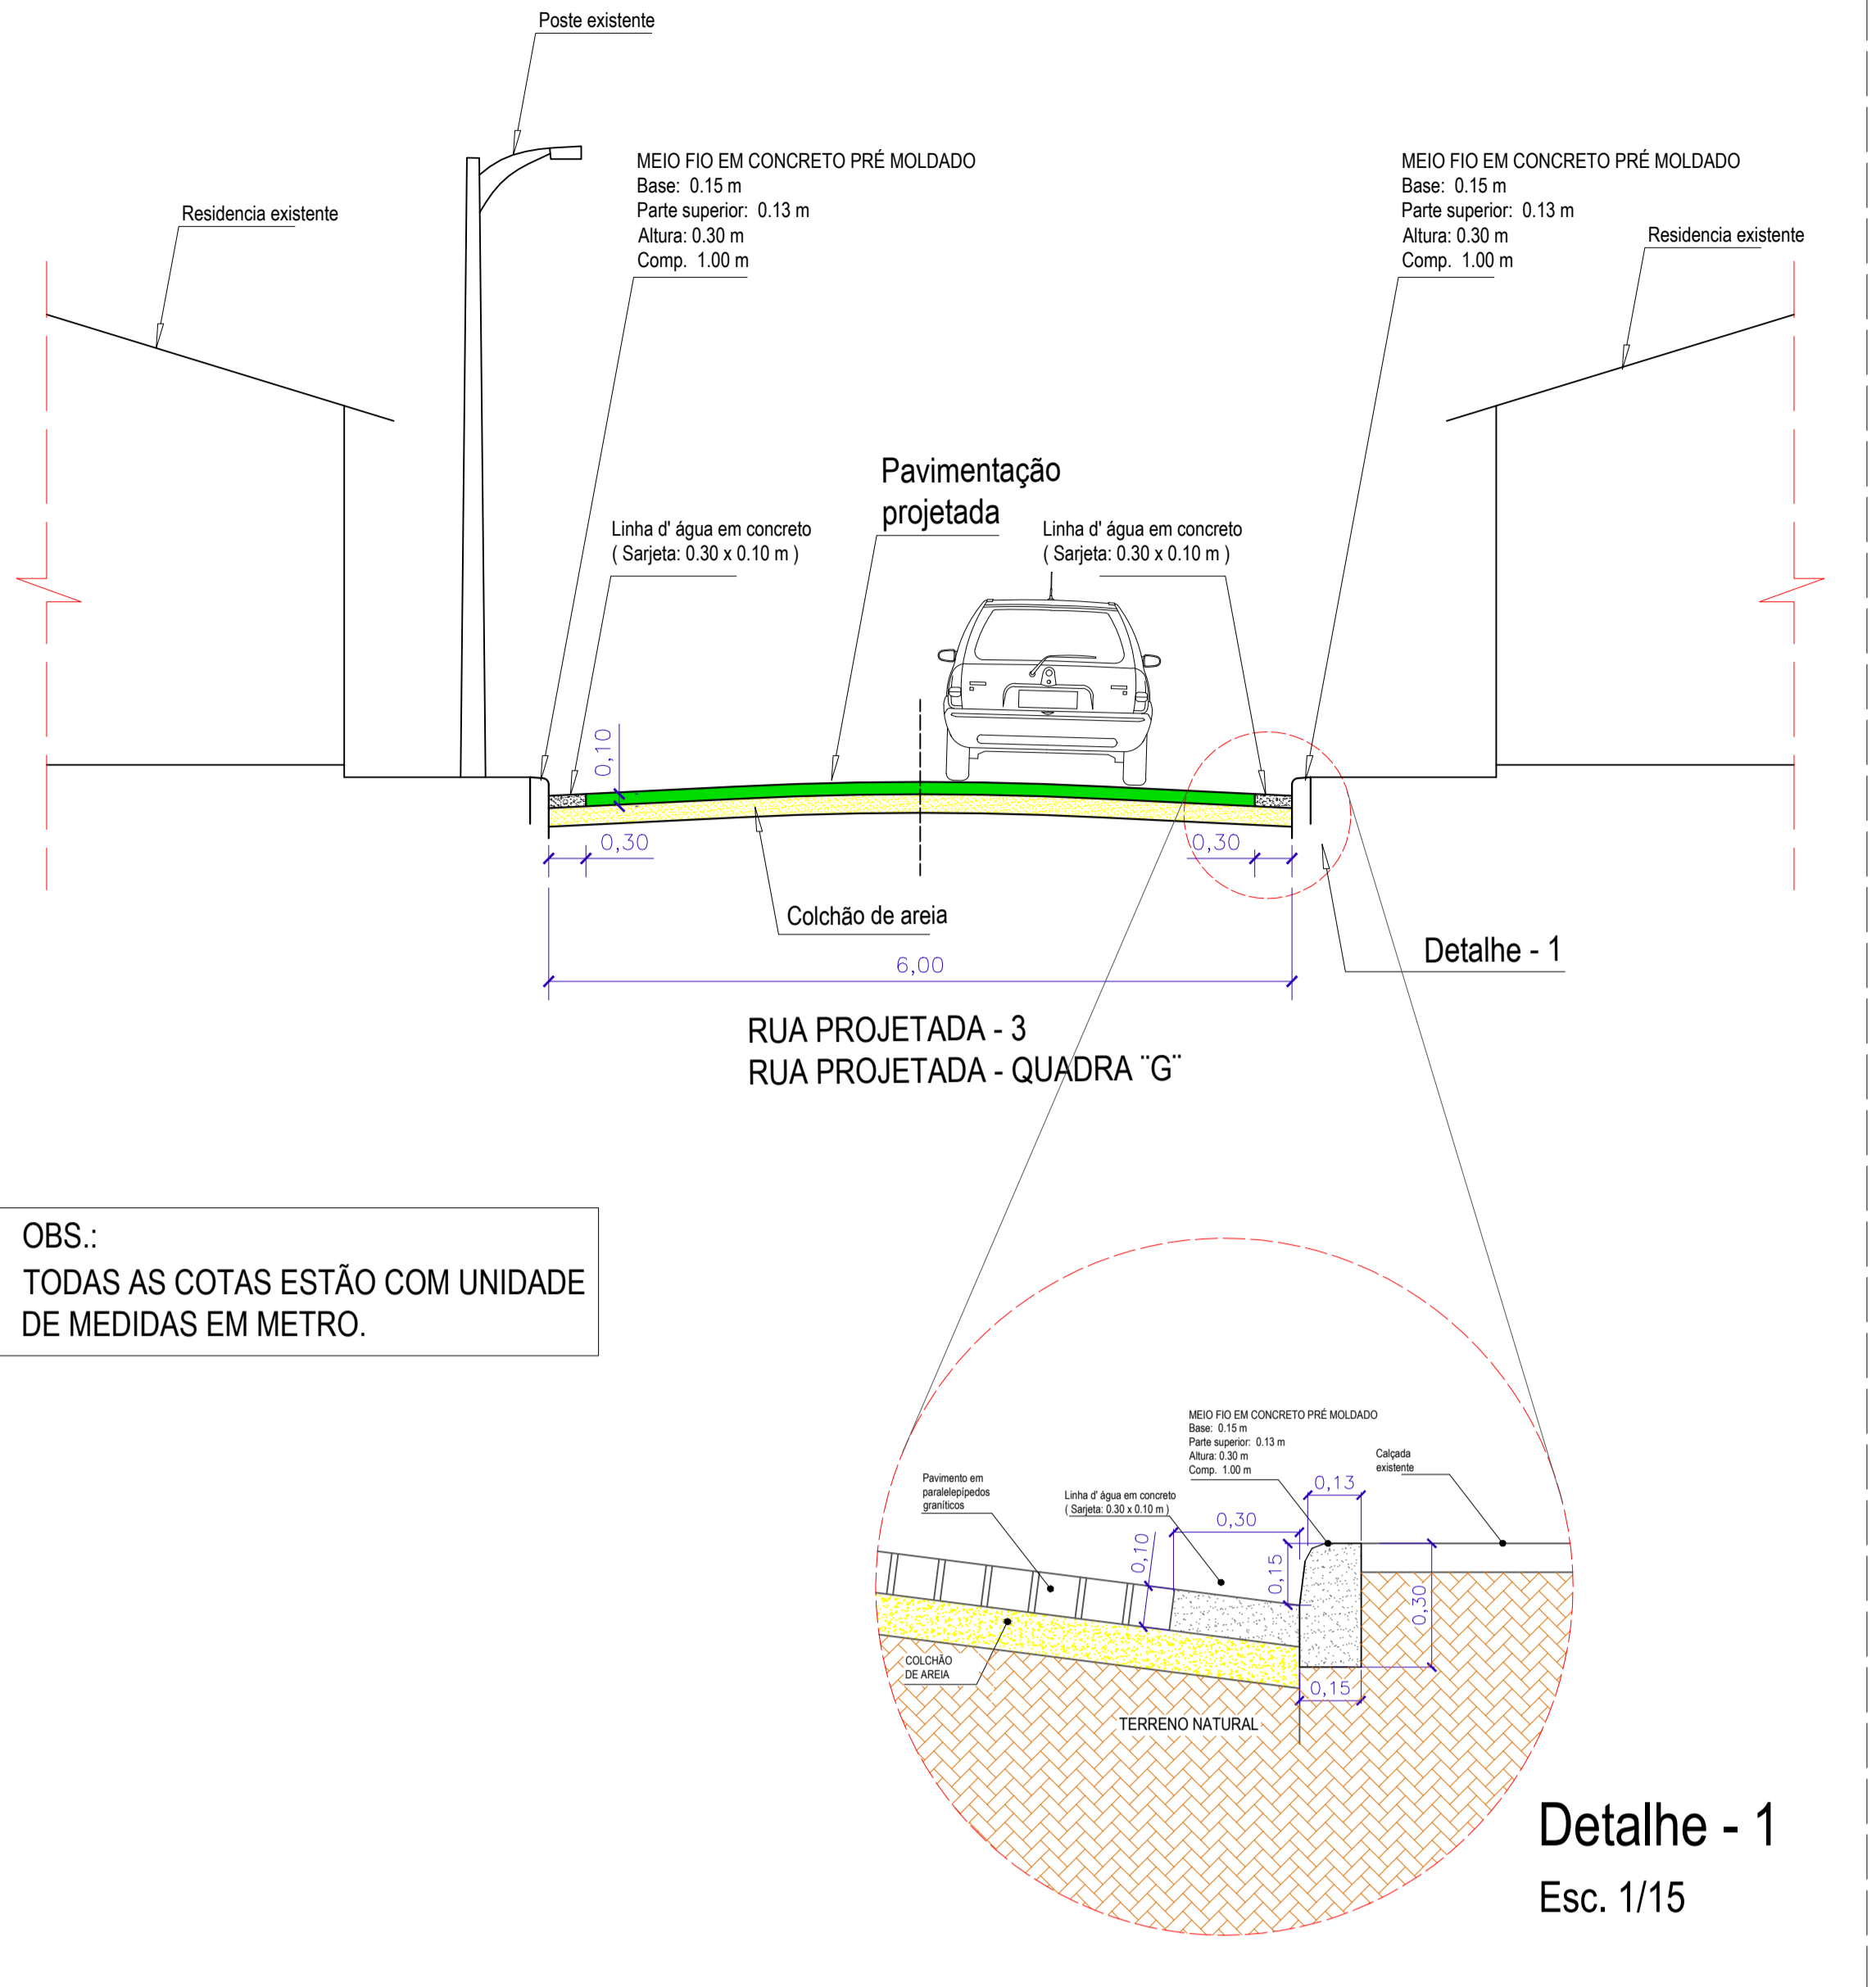 Poste existente
MEIO FIO EM CONCRETO PRÉ MOLDADO
Base: 0.15 m
Parte superior: 0.13 m
Altura: 0.30 m
Comp. 1.00 m
MEIO FIO EM CONCRETO PRÉ MOLDADO
Base: 0.15 m
Parte superior: 0.13 m
Altura: 0.30 m
Comp. 1.00 m
Residencia existente
Residencia existente
Pavimentação
projetada
Linha d' água em concreto
( Sarjeta: 0.30 x 0.10 m )
Linha d' água em concreto
( Sarjeta: 0.30 x 0.10 m )
0,10
0,30
0,30
Colchão de areia
Detalhe - 1
6,00
RUA PROJETADA - 3
RUA PROJETADA - QUADRA ¨G¨
OBS.:
TODAS AS COTAS ESTÃO COM UNIDADE
DE MEDIDAS EM METRO.
MEIO FIO EM CONCRETO PRÉ MOLDADO
Base: 0.15 m
Parte superior: 0.13 m
Altura: 0.30 m
Comp. 1.00 m
Calçada
existente
Pavimento em
paralelepípedos
graníticos
Linha d' água em concreto
( Sarjeta: 0.30 x 0.10 m )
0,13
0,30
0,10
0,15
0,30
COLCHÃO
DE AREIA
0,15
TERRENO NATURAL
Detalhe - 1
Esc. 1/15